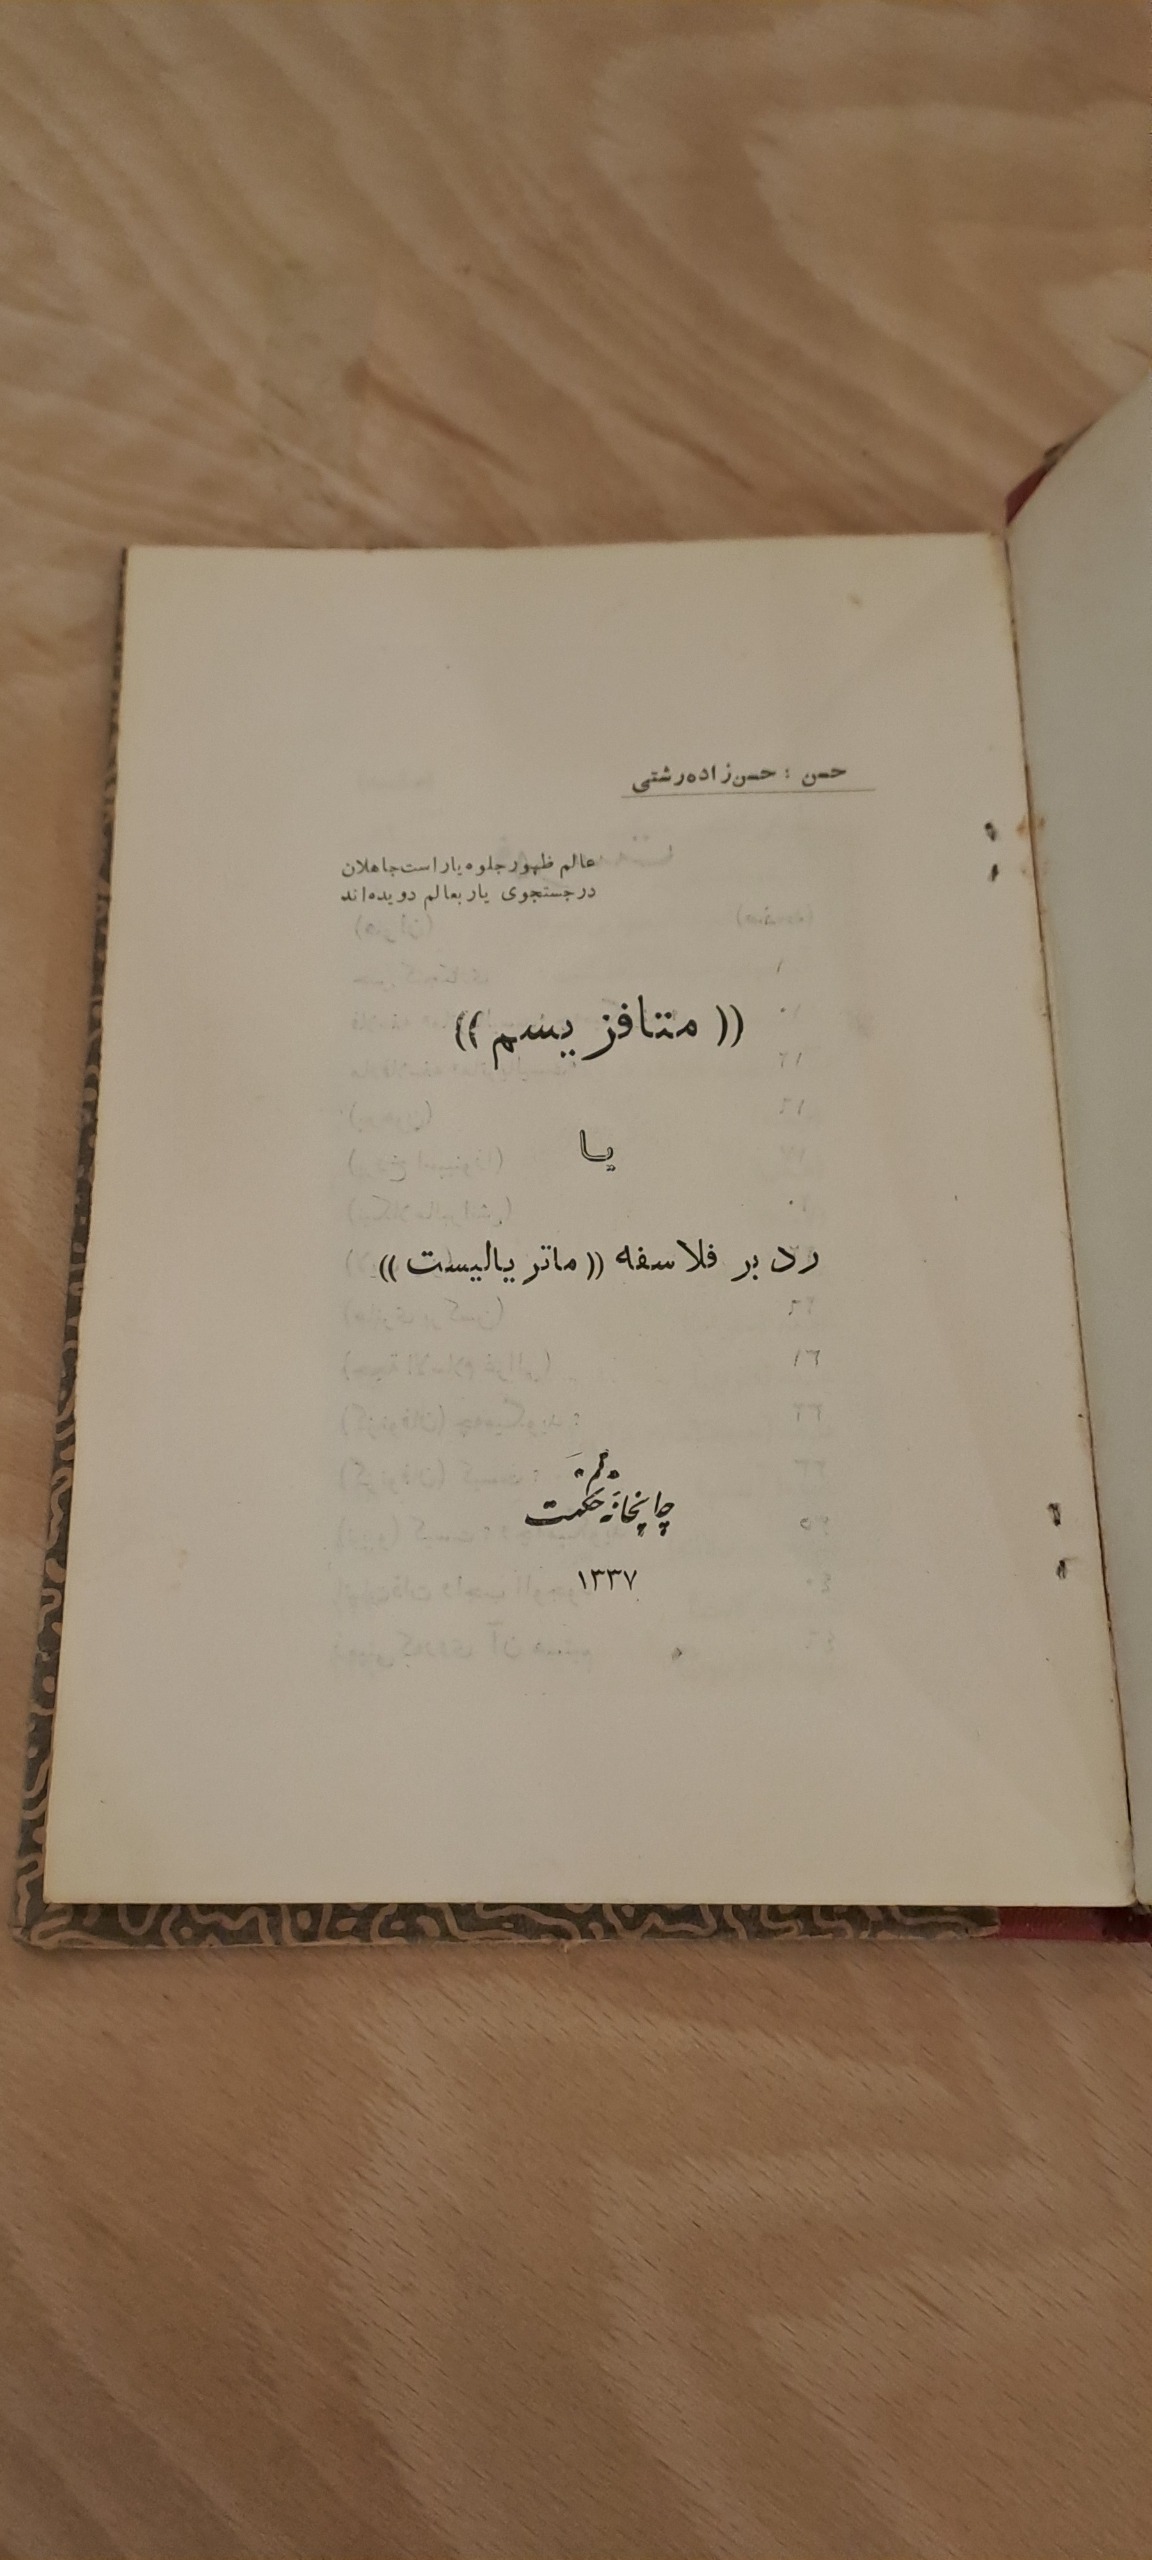 حسن : حسن‌زاده رشتی
عالم ظهور جلوه یار است جاهلان
در جستجوی یار بعالم دویده‌اند
(( متافزیسم ))
یا
رد بر فلاسفه (( ماتریالیست ))
چاپخانه حکمت قم
۱۳۳۷